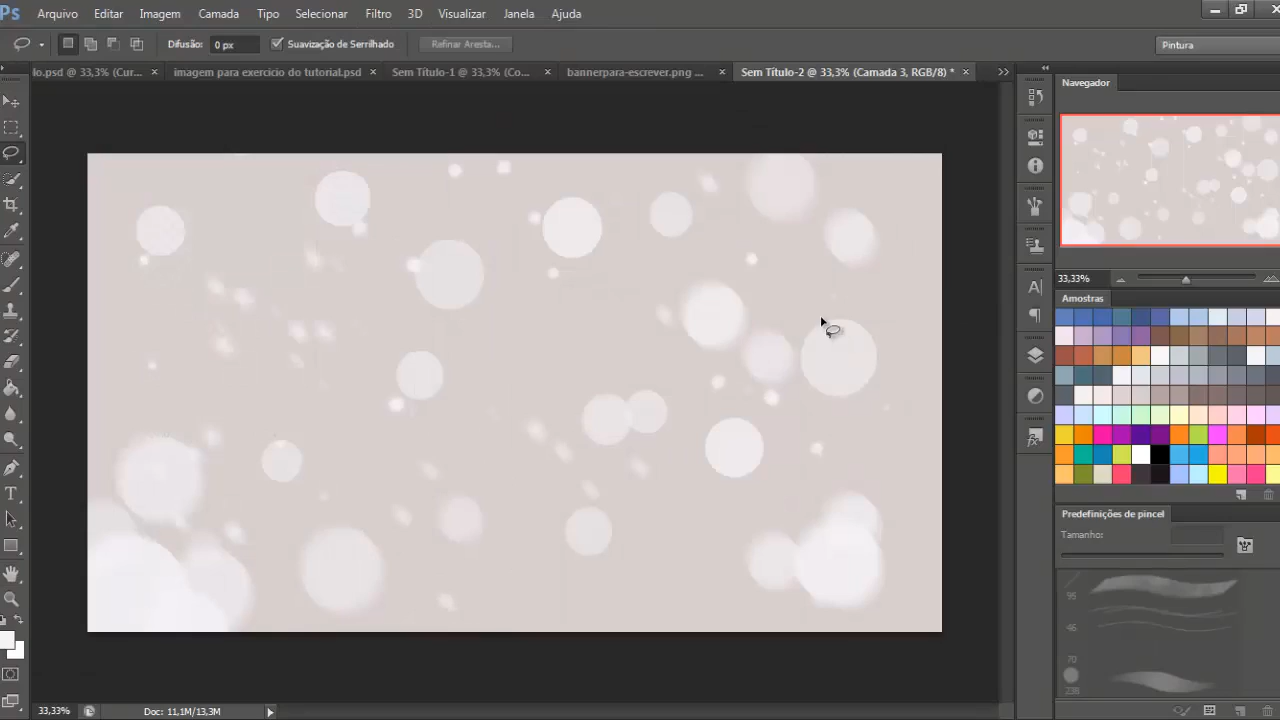 Ps Arquivo Editar Imagem Camada Tipo Selecionar Filtro 3D Visualizar Janela Ajuda
Difusão: 0 px Suavização de Serrilhado Refinar Aresta... Pintura
lo.psd @ 33,3% (Cur... × imagem para exercicio do tutorial.psd × Sem Título-1 @ 33,3% (Co... × bannerpara-escrever.png ... × Sem Título-2 @ 33,3% (Camada 3, RGB/8) * ×
Navegador
33,33%
Amostras
Predefinições de pincel
Tamanho:
95
46
70
238
33,33% Doc: 11,1M/13,3M